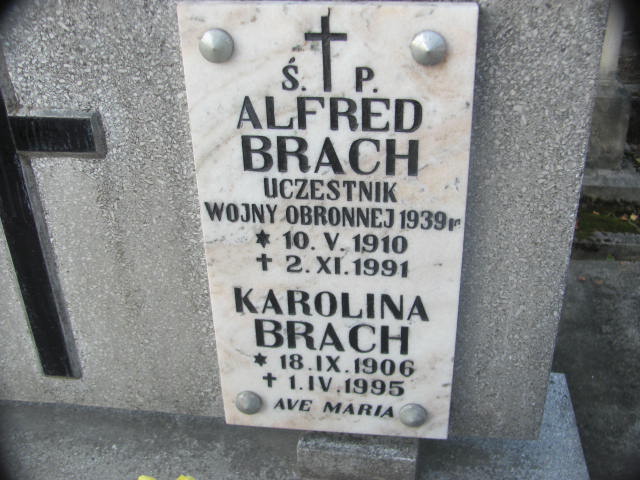 Ś. P.
ALFRED
BRACH
UCZESTNIK
WOJNY OBRONNEJ 1939r
* 10. V. 1910
✝ 2. XI. 1991
KAROLINA
BRACH
* 18. IX. 1906
✝ 1. IV. 1995
AVE MARIA